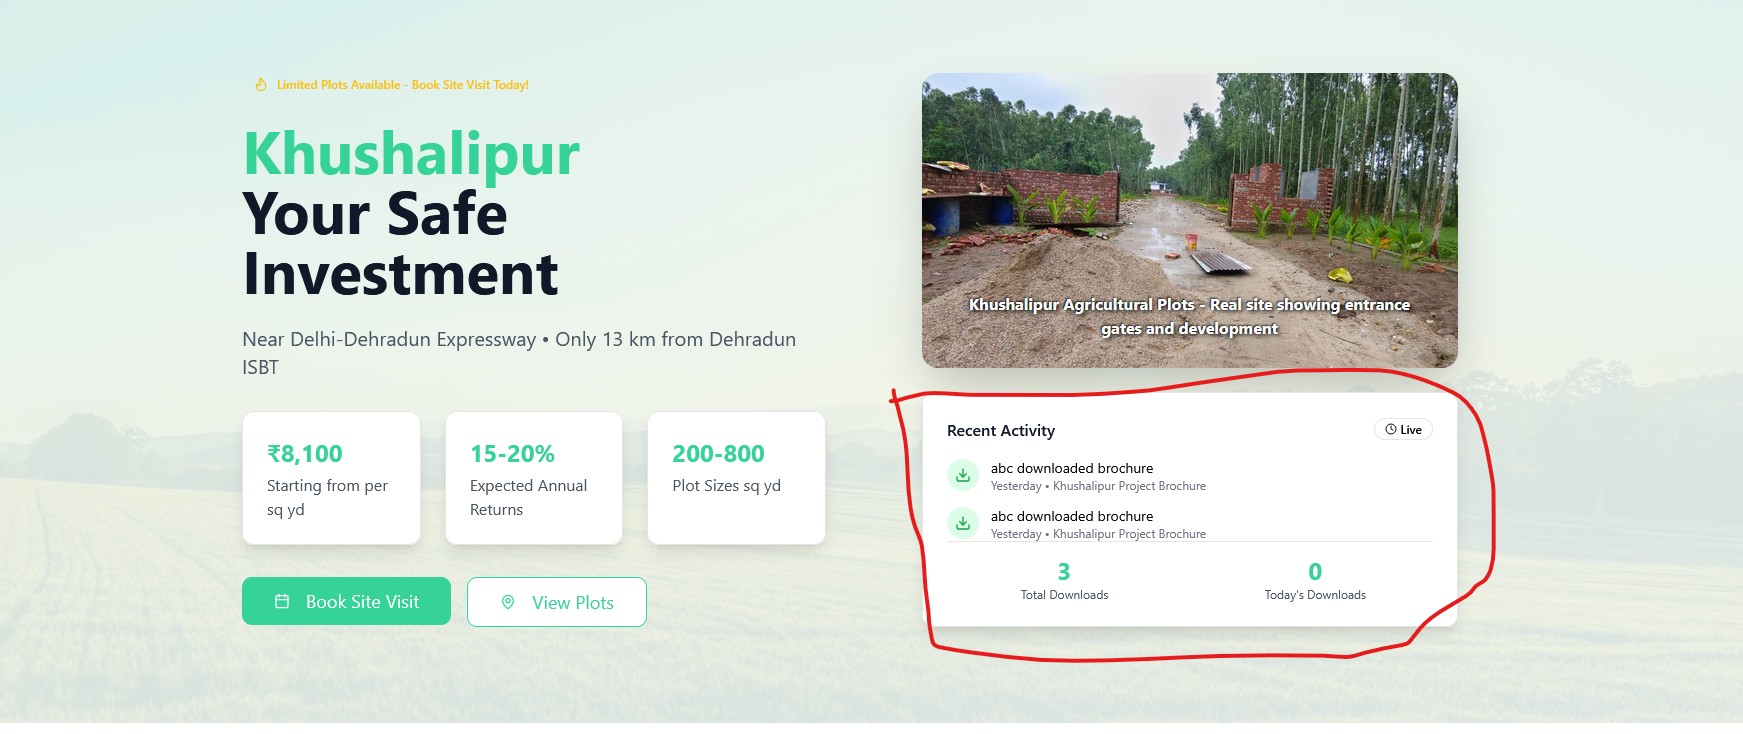 Limited Plots Available - Book Site Visit Today!
Khushalipur
Your Safe
Investment
Near Delhi-Dehradun Expressway • Only 13 km from Dehradun
ISBT
₹8,100
Starting from per
sq yd
15-20%
Expected Annual
Returns
200-800
Plot Sizes sq yd
Book Site Visit
View Plots
Khushalipur Agricultural Plots - Real site showing entrance
gates and development
Recent Activity
Live
abc downloaded brochure
Yesterday • Khushalipur Project Brochure
abc downloaded brochure
Yesterday • Khushalipur Project Brochure
3
Total Downloads
0
Today's Downloads